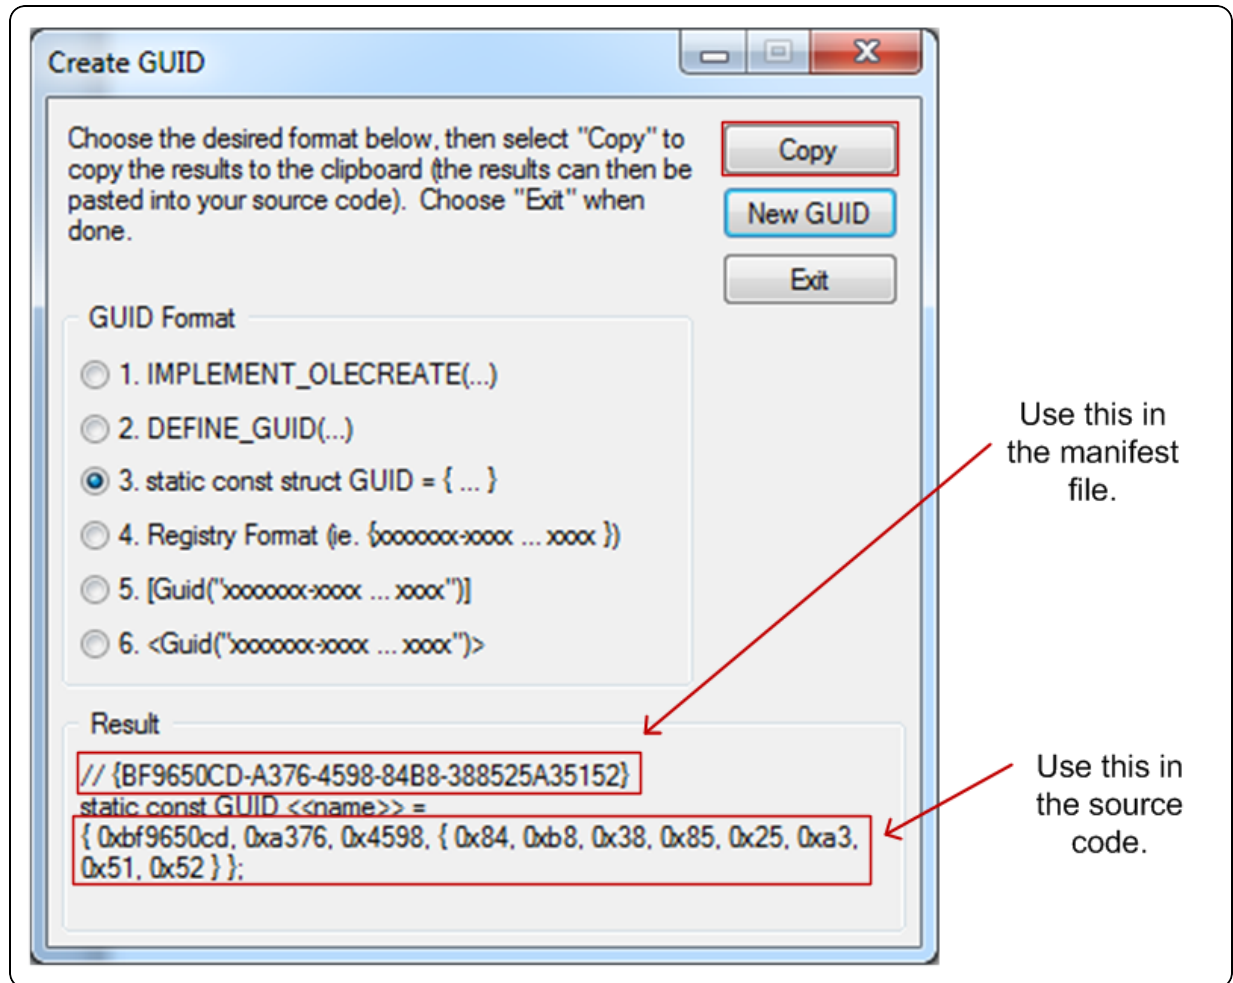 Create GUID
Choose the desired format below, then select "Copy" to
copy the results to the clipboard (the results can then be
pasted into your source code).  Choose "Exit" when
done.
Copy
New GUID
Exit
GUID Format
1. IMPLEMENT_OLECREATE(...)
2. DEFINE_GUID(...)
3. static const struct GUID = { ... }
4. Registry Format (ie. {xxxxxxx-xxxx ... xxxx })
5. [Guid("xxxxxxx-xxxx ... xxxx")]
6. <Guid("xxxxxxx-xxxx ... xxxx")>
Use this in
the manifest
file.
Result
// {BF9650CD-A376-4598-84B8-388525A35152}
static const GUID <<name>> =
{ 0xbf9650cd, 0xa376, 0x4598, { 0x84, 0xb8, 0x38, 0x85, 0x25, 0xa3,
0x51, 0x52 } };
Use this in
the source
code.